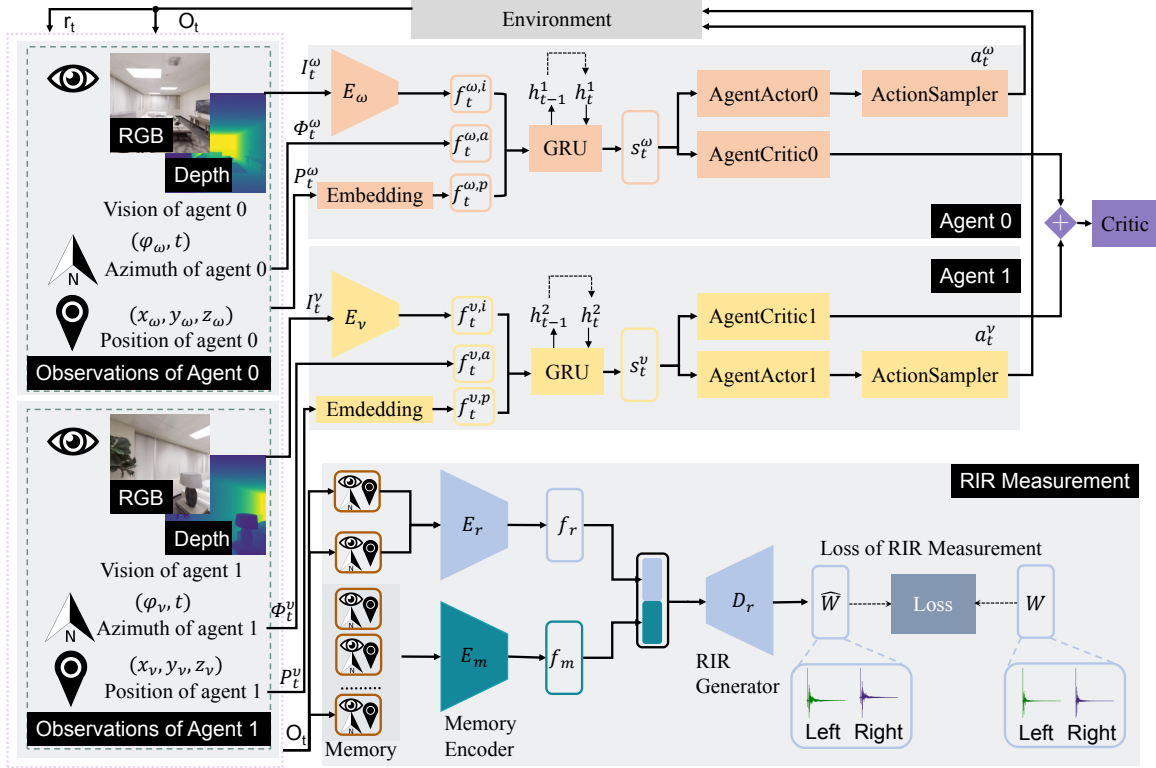 r_t
O_t
Environment
RGB
Depth
Vision of agent 0
(φ_ω, t)
N
Azimuth of agent 0
(x_ω, y_ω, z_ω)
Position of agent 0
Observations of Agent 0
I_t^ω
Φ_t^ω
P_t^ω
E_ω
Embedding
f_t^{ω,i}
f_t^{ω,a}
f_t^{ω,p}
h_{t-1}^1
h_t^1
GRU
s_t^ω
AgentActor0
ActionSampler
a_t^ω
AgentCritic0
Agent 0
+
Critic
Agent 1
I_t^ν
E_ν
Emdedding
f_t^{υ,i}
f_t^{υ,a}
f_t^{υ,p}
h_{t-1}^2
h_t^2
GRU
s_t^υ
AgentCritic1
a_t^ν
AgentActor1
ActionSampler
RGB
Depth
Vision of agent 1
(φ_ν, t)
N
Azimuth of agent 1
(x_ν, y_ν, z_ν)
Position of agent 1
Observations of Agent 1
Φ_t^υ
P_t^υ
O_t
RIR Measurement
N
N
N
N
N
.........
Memory
E_r
f_r
E_m
f_m
Memory
Encoder
D_r
RIR
Generator
Loss of RIR Measurement
Ŵ
Loss
W
Left Right
Left Right